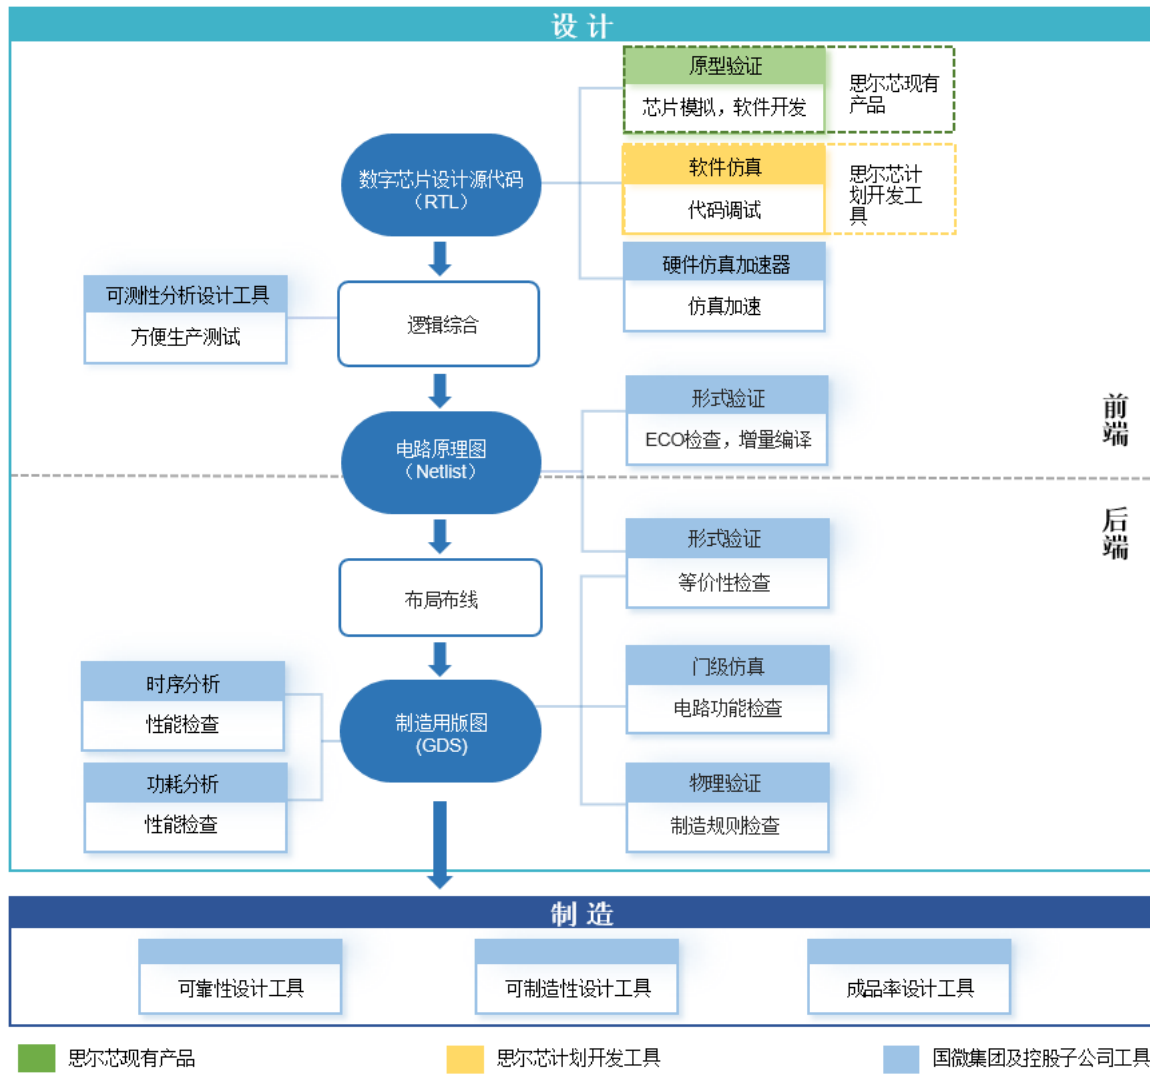 设 计
原型验证
芯片模拟，软件开发
思尔芯现有
产品
数字芯片设计源代码
（RTL）
软件仿真
代码调试
思尔芯计
划开发工
具
硬件仿真加速器
仿真加速
可测性分析设计工具
方便生产测试
逻辑综合
形式验证
ECO检查，增量编译
前
端
电路原理图
（Netlist）
后
端
形式验证
等价性检查
布局布线
门级仿真
电路功能检查
时序分析
性能检查
制造用版图
(GDS)
功耗分析
性能检查
物理验证
制造规则检查
制 造
可靠性设计工具
可制造性设计工具
成品率设计工具
思尔芯现有产品
思尔芯计划开发工具
国微集团及控股子公司工具